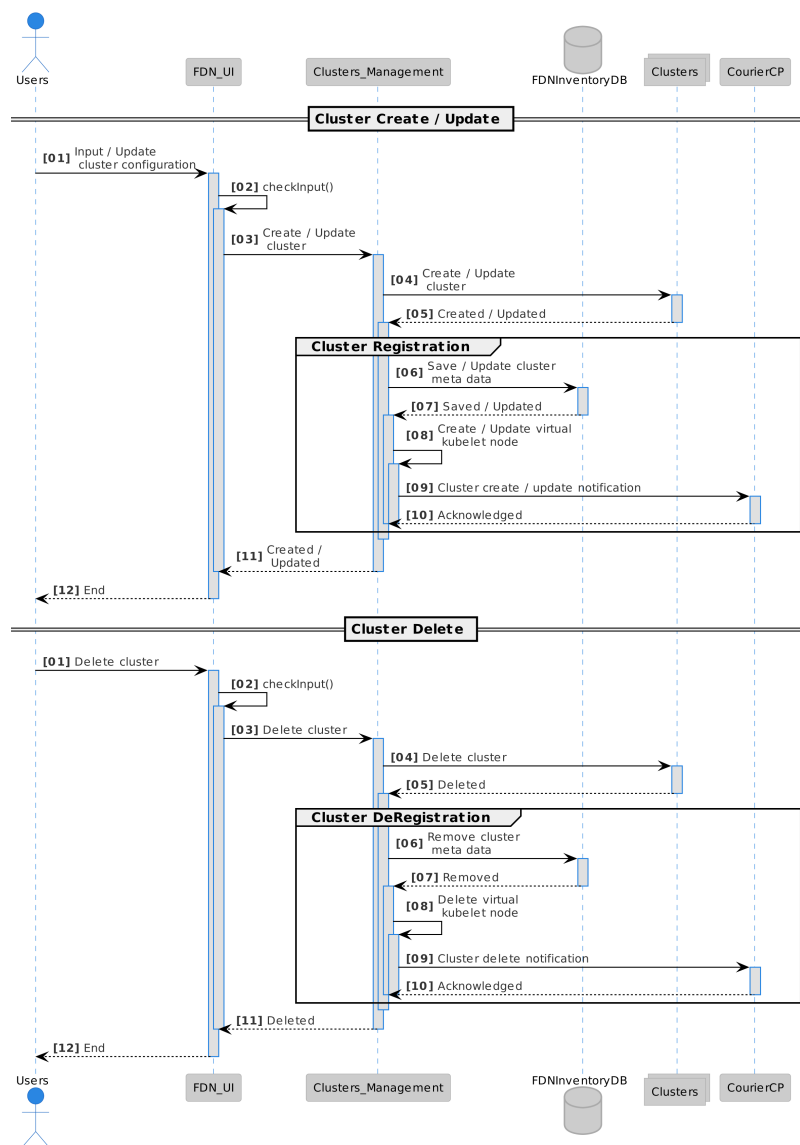 Users
FDN_UI
Clusters_Management
FDNInventoryDB
Clusters
CourierCP
Cluster Create / Update
[01] Input / Update
cluster configuration
[02] checkInput()
[03] Create / Update
cluster
[04] Create / Update
cluster
[05] Created / Updated
Cluster Registration
[06] Save / Update cluster
meta data
[07] Saved / Updated
[08] Create / Update virtual
kubelet node
[09] Cluster create / update notification
[10] Acknowledged
[11] Created /
Updated
[12] End
Cluster Delete
[01] Delete cluster
[02] checkInput()
[03] Delete cluster
[04] Delete cluster
[05] Deleted
Cluster DeRegistration
[06] Remove cluster
meta data
[07] Removed
[08] Delete virtual
kubelet node
[09] Cluster delete notification
[10] Acknowledged
[11] Deleted
[12] End
Users
FDN_UI
Clusters_Management
FDNInventoryDB
Clusters
CourierCP